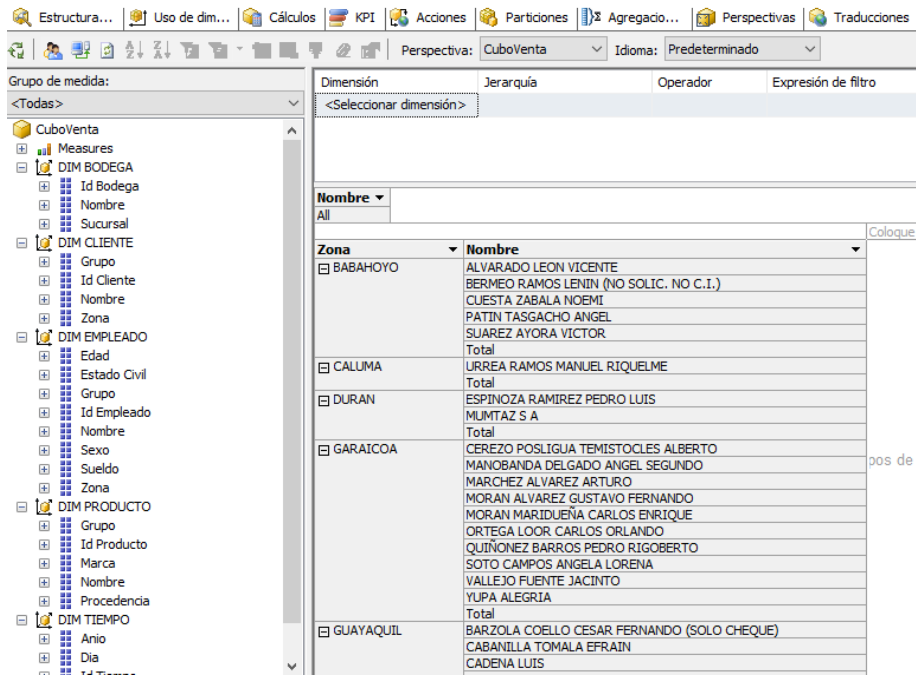 Estructura... Uso de dim... Cálculos KPI Acciones Particiones Agregacio... Perspectivas Traducciones
Perspectiva: CuboVenta Idioma: Predeterminado
Grupo de medida:
<Todas>
CuboVenta
Measures
DIM BODEGA
Id Bodega
Nombre
Sucursal
DIM CLIENTE
Grupo
Id Cliente
Nombre
Zona
DIM EMPLEADO
Edad
Estado Civil
Grupo
Id Empleado
Nombre
Sexo
Sueldo
Zona
DIM PRODUCTO
Grupo
Id Producto
Marca
Nombre
Procedencia
DIM TIEMPO
Anio
Dia
Id Tiempo
Dimensión Jerarquía Operador Expresión de filtro
<Seleccionar dimensión>
Nombre
All
Coloque
Zona Nombre
BABAHOYO ALVARADO LEON VICENTE
BERMEO RAMOS LENIN (NO SOLIC. NO C.I.)
CUESTA ZABALA NOEMI
PATIN TASGACHO ANGEL
SUAREZ AYORA VICTOR
Total
CALUMA URREA RAMOS MANUEL RIQUELME
Total
DURAN ESPINOZA RAMIREZ PEDRO LUIS
MUMTAZ S A
Total
GARAICOA CEREZO POSLIGUA TEMISTOCLES ALBERTO
MANOBANDA DELGADO ANGEL SEGUNDO
pos de
MARCHEZ ALVAREZ ARTURO
MORAN ALVAREZ GUSTAVO FERNANDO
MORAN MARIDUEÑA CARLOS ENRIQUE
ORTEGA LOOR CARLOS ORLANDO
QUIÑONEZ BARROS PEDRO RIGOBERTO
SOTO CAMPOS ANGELA LORENA
VALLEJO FUENTE JACINTO
YUPA ALEGRIA
Total
GUAYAQUIL BARZOLA COELLO CESAR FERNANDO (SOLO CHEQUE)
CABANILLA TOMALA EFRAIN
CADENA LUIS